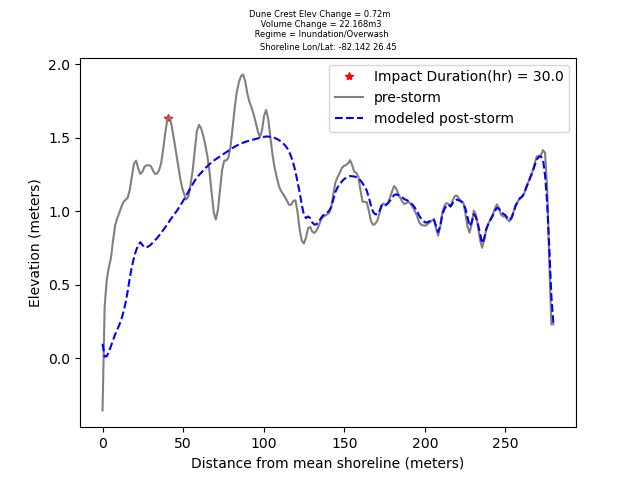 Dune Crest Elev Change = 0.72m
Volume Change = 22.168m3
Regime = Inundation/Overwash
Shoreline Lon/Lat: -82.142 26.45
Impact Duration(hr) = 30.0
pre-storm
modeled post-storm
Elevation (meters)
2.0
1.5
1.0
0.5
0.0
0
50
100
150
200
250
Distance from mean shoreline (meters)